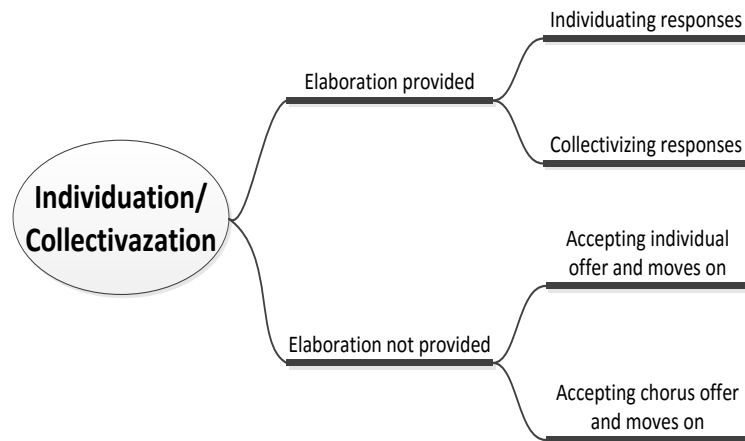 Individuation/
Collectivazation
Elaboration provided
Individuating responses
Collectivizing responses
Elaboration not provided
Accepting individual
offer and moves on
Accepting chorus offer
and moves on